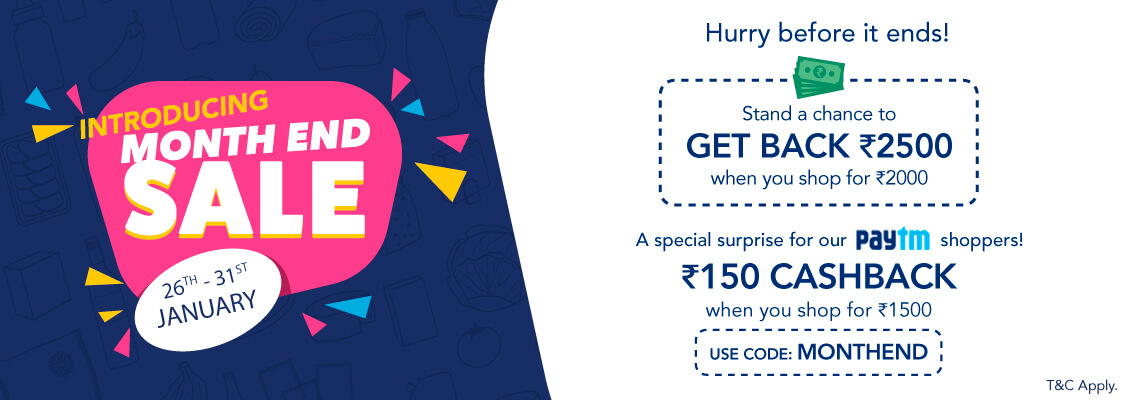 INTRODUCING
MONTH END
SALE
26TH - 31ST
JANUARY
Hurry before it ends!
Stand a chance to
GET BACK ₹2500
when you shop for ₹2000
A special surprise for our paytm shoppers!
₹150 CASHBACK
when you shop for ₹1500
USE CODE: MONTHEND
T&C Apply.